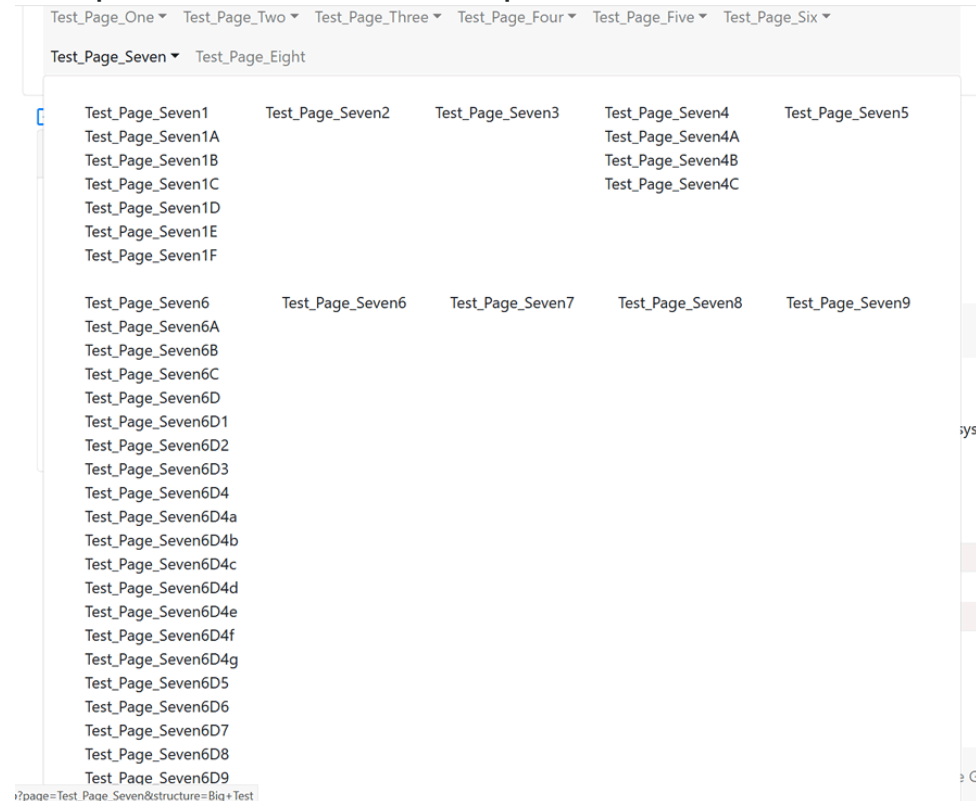 Test_Page_One Test_Page_Two Test_Page_Three Test_Page_Four Test_Page_Five Test_Page_Six
Test_Page_Seven Test_Page_Eight
Test_Page_Seven1 Test_Page_Seven2 Test_Page_Seven3 Test_Page_Seven4 Test_Page_Seven5
Test_Page_Seven1A Test_Page_Seven4A
Test_Page_Seven1B Test_Page_Seven4B
Test_Page_Seven1C Test_Page_Seven4C
Test_Page_Seven1D
Test_Page_Seven1E
Test_Page_Seven1F
Test_Page_Seven6 Test_Page_Seven6 Test_Page_Seven7 Test_Page_Seven8 Test_Page_Seven9
Test_Page_Seven6A
Test_Page_Seven6B
Test_Page_Seven6C
Test_Page_Seven6D
Test_Page_Seven6D1
sys
Test_Page_Seven6D2
Test_Page_Seven6D3
Test_Page_Seven6D4
Test_Page_Seven6D4a
Test_Page_Seven6D4b
Test_Page_Seven6D4c
Test_Page_Seven6D4d
Test_Page_Seven6D4e
Test_Page_Seven6D4f
Test_Page_Seven6D4g
Test_Page_Seven6D5
Test_Page_Seven6D6
Test_Page_Seven6D7
Test_Page_Seven6D8
Test_Page_Seven6D9
?page=Test_Page_Seven&structure=Big+Test